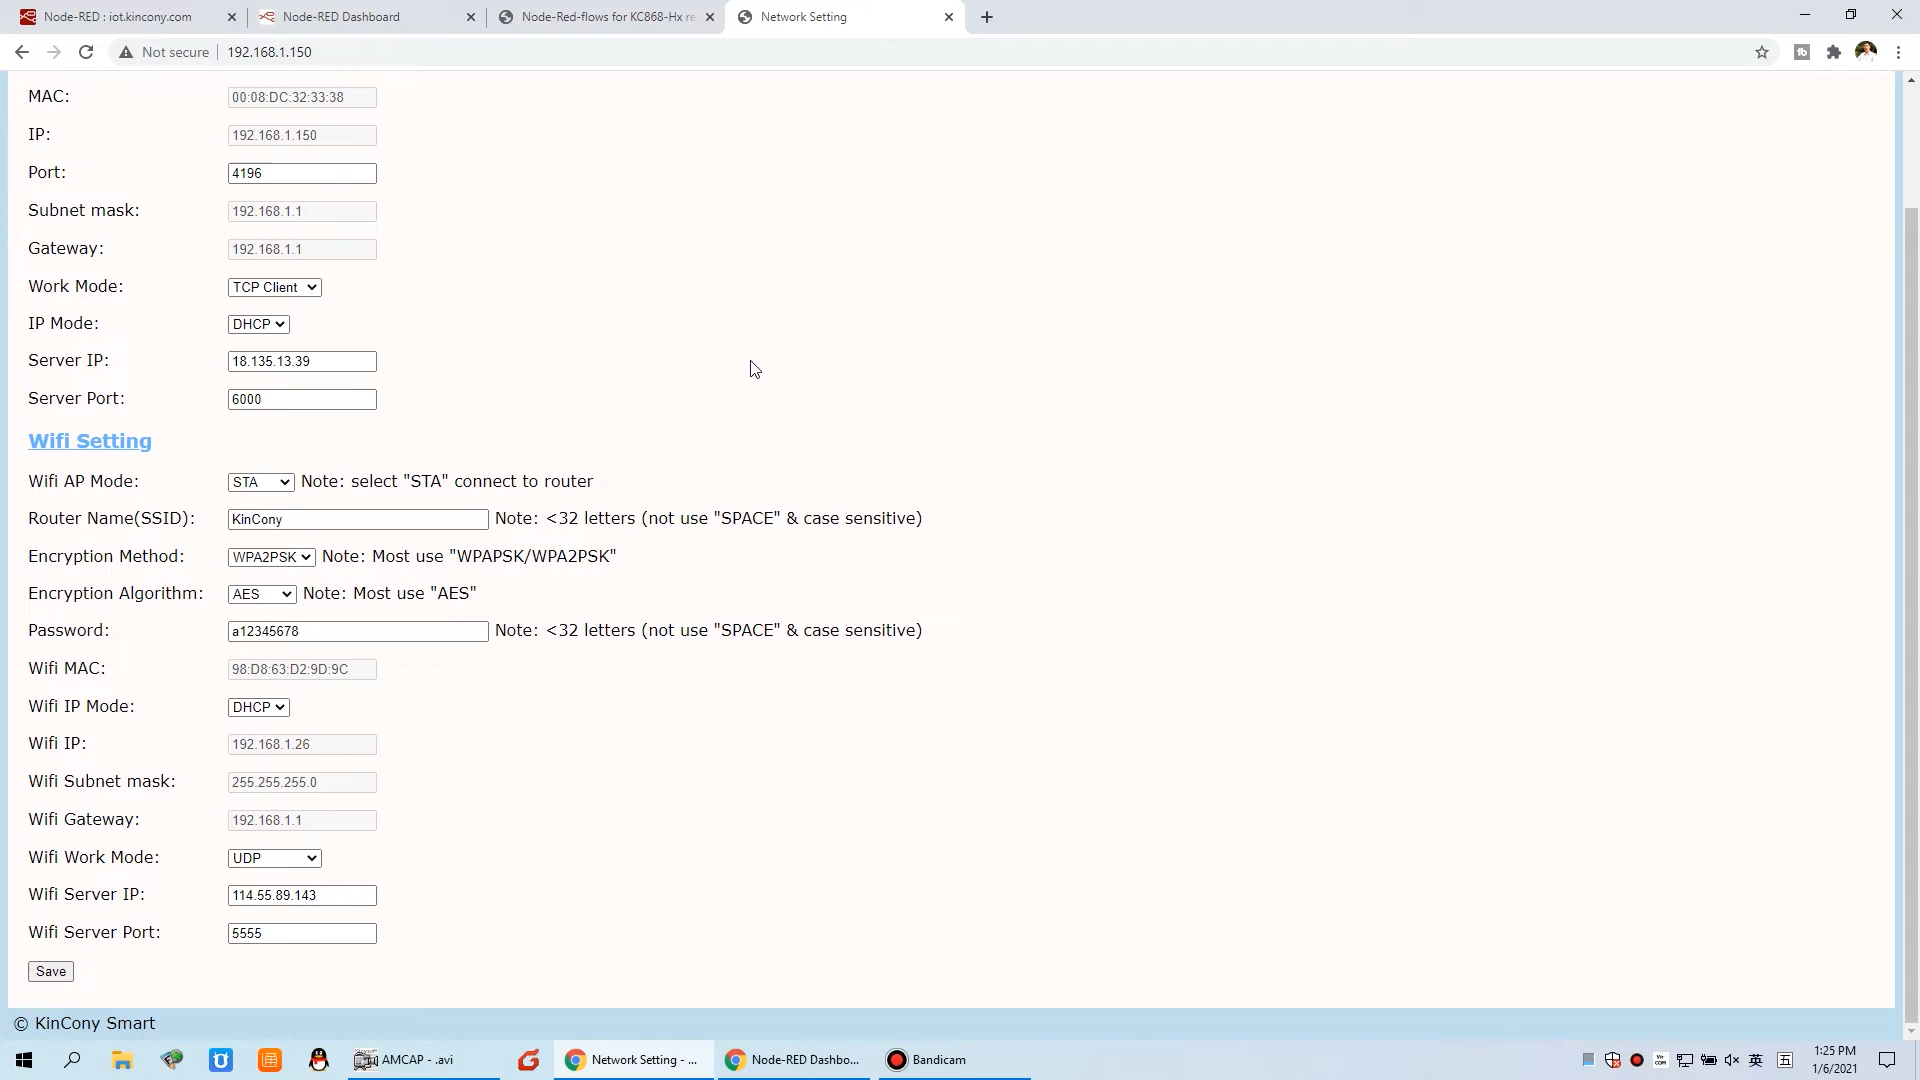 Node-RED : iot.kincony.com
Node-RED Dashboard
Node-Red-flows for KC868-Hx re
Network Setting
Not secure
192.168.1.150
MAC: 00:08:DC:32:33:38
IP: 192.168.1.150
Port: 4196
Subnet mask: 192.168.1.1
Gateway: 192.168.1.1
Work Mode: TCP Client
IP Mode: DHCP
Server IP: 18.135.13.39
Server Port: 6000
Wifi Setting
Wifi AP Mode: STA Note: select "STA" connect to router
Router Name(SSID): KinCony Note: <32 letters (not use "SPACE" & case sensitive)
Encryption Method: WPA2PSK Note: Most use "WPAPSK/WPA2PSK"
Encryption Algorithm: AES Note: Most use "AES"
Password: a12345678 Note: <32 letters (not use "SPACE" & case sensitive)
Wifi MAC: 98:D8:63:D2:9D:9C
Wifi IP Mode: DHCP
Wifi IP: 192.168.1.26
Wifi Subnet mask: 255.255.255.0
Wifi Gateway: 192.168.1.1
Wifi Work Mode: UDP
Wifi Server IP: 114.55.89.143
Wifi Server Port: 5555
Save
© KinCony Smart
AMCAP - .avi
Network Setting - ...
Node-RED Dashbo...
Bandicam
英
五
1:25 PM
1/6/2021